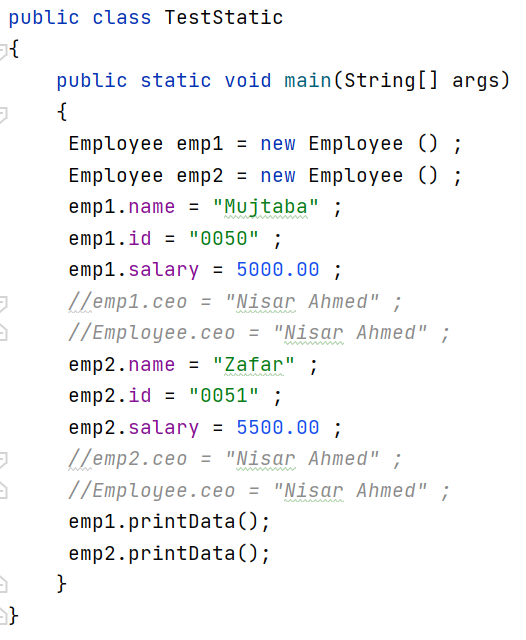 public class TestStatic
{
    public static void main(String[] args)
    {
     Employee emp1 = new Employee () ;
     Employee emp2 = new Employee () ;
     emp1.name = "Mujtaba" ;
     emp1.id = "0050" ;
     emp1.salary = 5000.00 ;
     //emp1.ceo = "Nisar Ahmed" ;
     //Employee.ceo = "Nisar Ahmed" ;
     emp2.name = "Zafar" ;
     emp2.id = "0051" ;
     emp2.salary = 5500.00 ;
     //emp2.ceo = "Nisar Ahmed" ;
     //Employee.ceo = "Nisar Ahmed" ;
     emp1.printData();
     emp2.printData();
    }
}